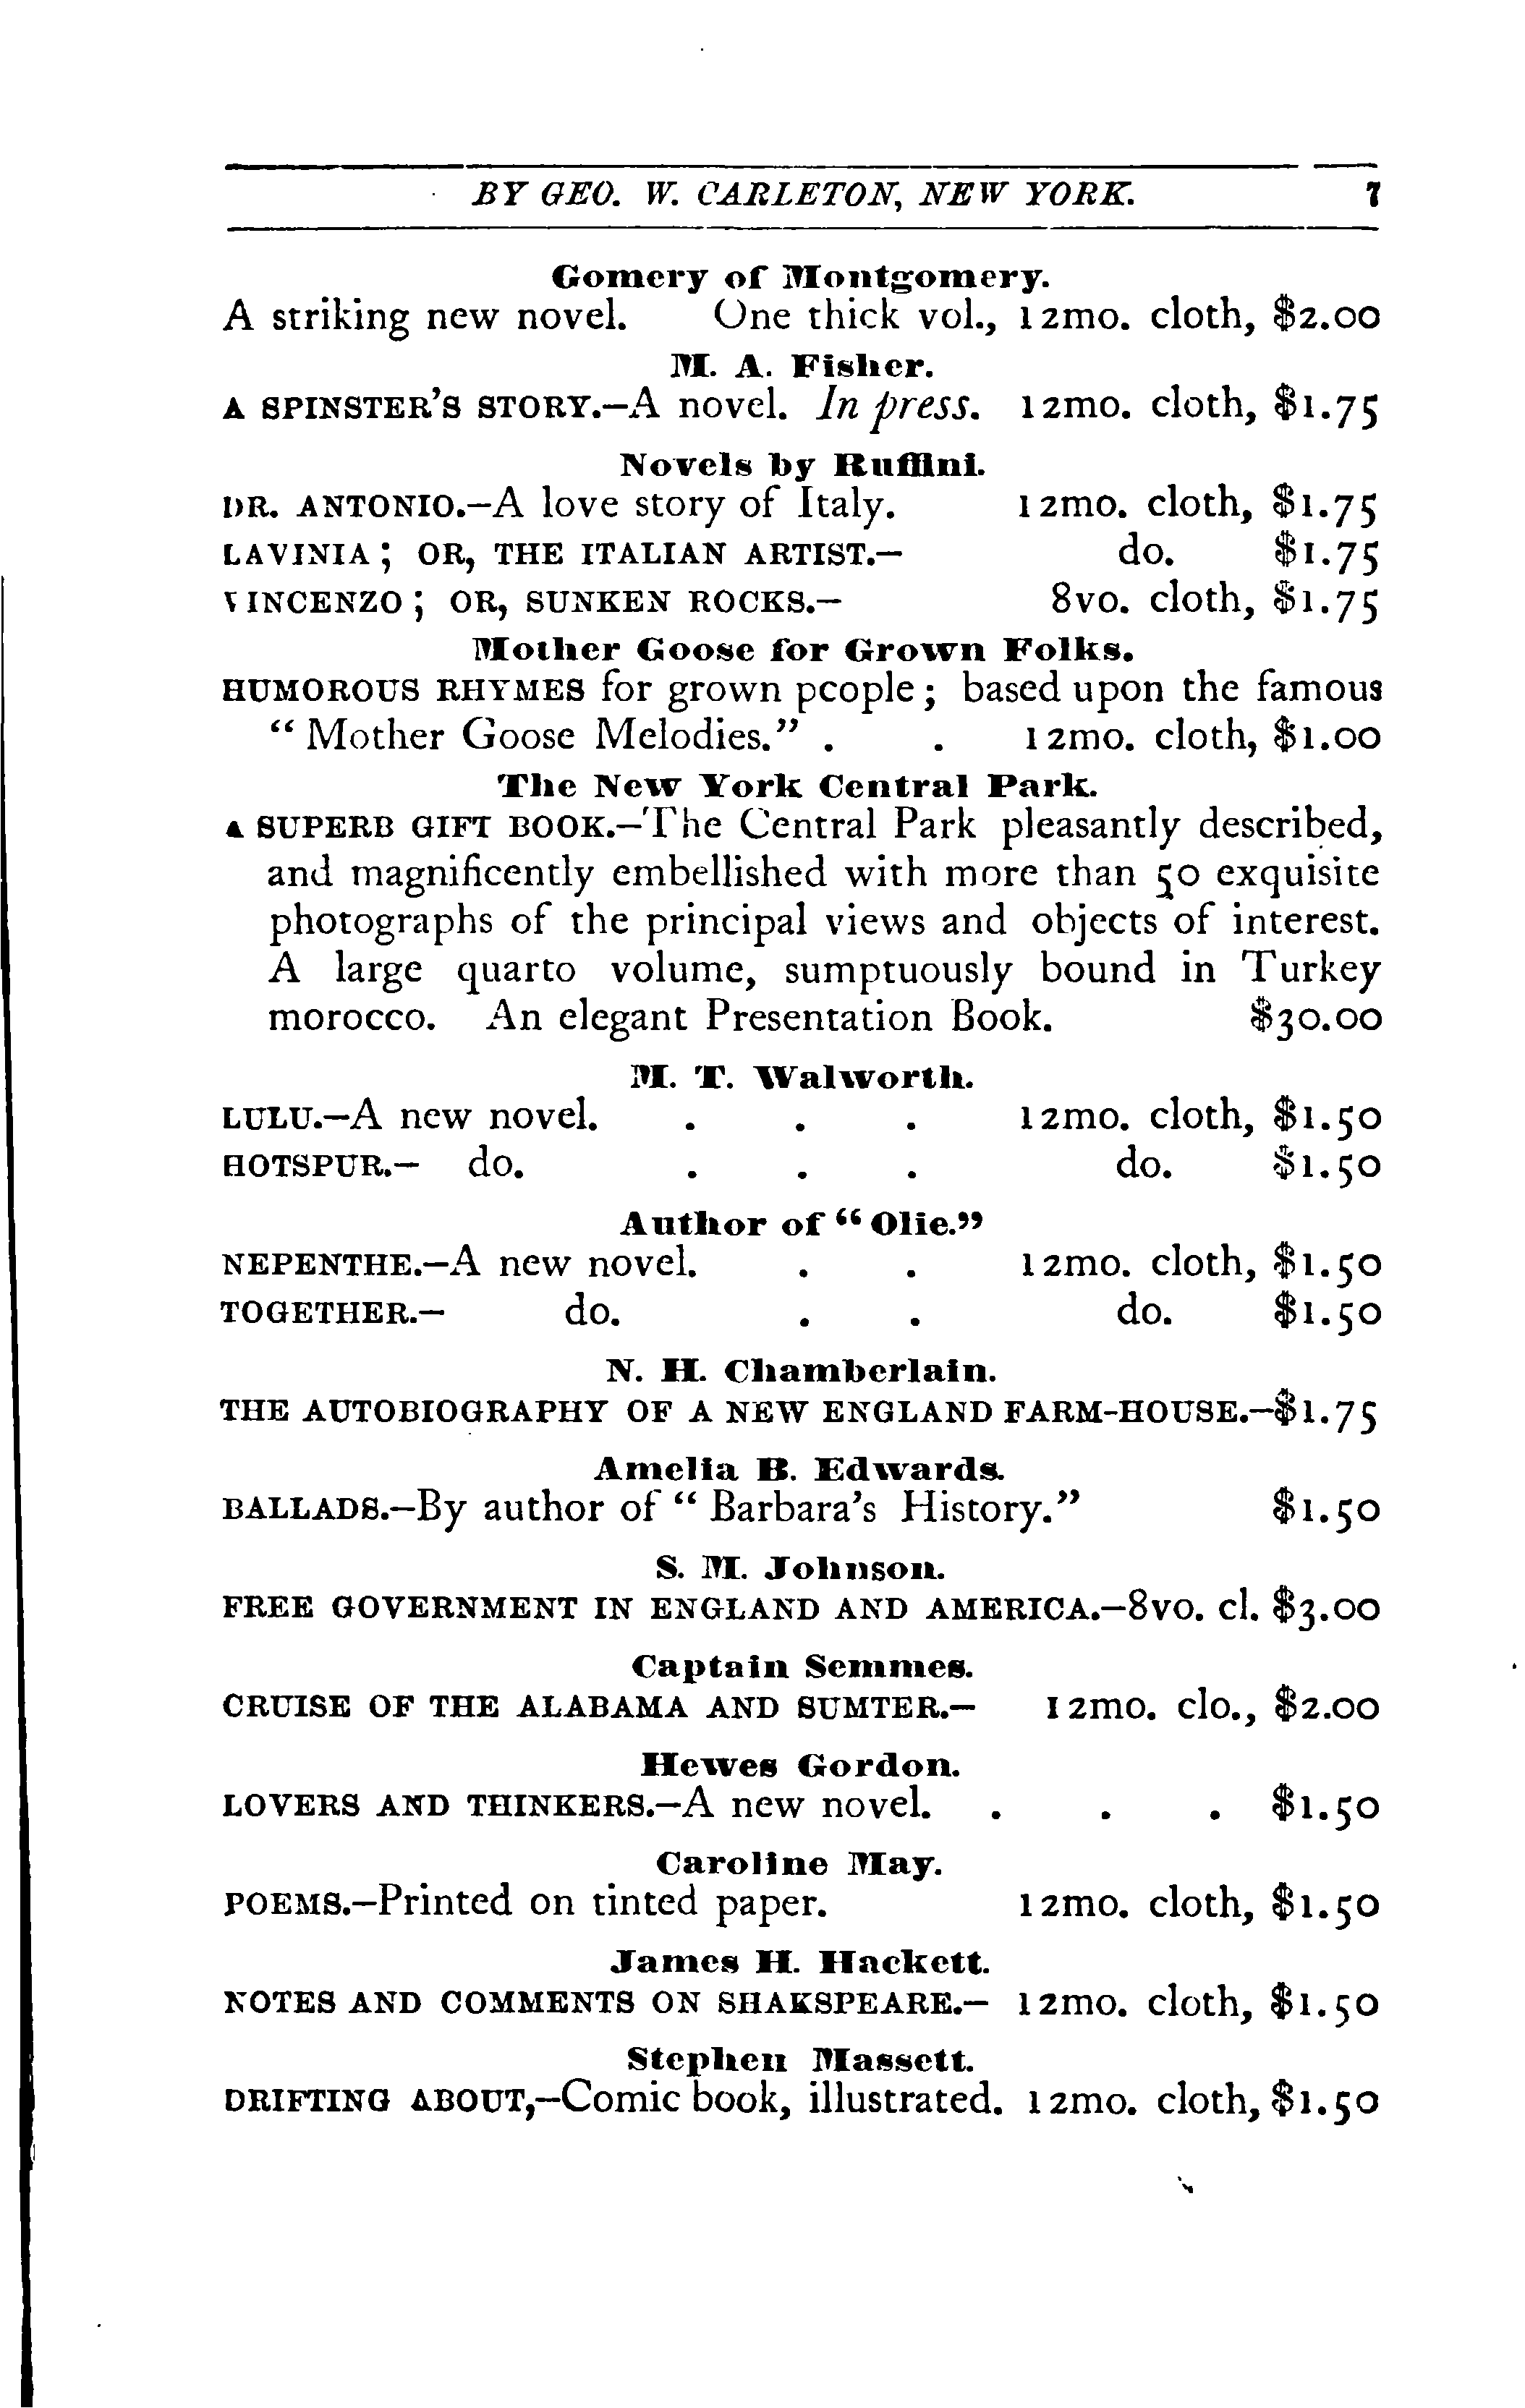 BY GEO. W. CARLETON, NEW YORK. 7
Gomery of Montgomery.
A striking new novel. One thick vol., 12mo. cloth, $2.00
M. A. Fisher.
A SPINSTER'S STORY.—A novel. In press. 12mo. cloth, $1.75
Novels by Ruffini.
DR. ANTONIO.—A love story of Italy. 12mo. cloth, $1.75
LAVINIA; OR, THE ITALIAN ARTIST.— do. $1.75
VINCENZO; OR, SUNKEN ROCKS.— 8vo. cloth, $1.75
Mother Goose for Grown Folks.
HUMOROUS RHYMES for grown people; based upon the famous
"Mother Goose Melodies." . . 12mo. cloth, $1.00
The New York Central Park.
A SUPERB GIFT BOOK.—The Central Park pleasantly described,
and magnificently embellished with more than 50 exquisite
photographs of the principal views and objects of interest.
A large quarto volume, sumptuously bound in Turkey
morocco. An elegant Presentation Book. $30.00
M. T. Walworth.
LULU.—A new novel. . . . 12mo. cloth, $1.50
HOTSPUR.— do. . . . do. $1.50
Author of "Olie."
NEPENTHE.—A new novel. . . 12mo. cloth, $1.50
TOGETHER.— do. . . do. $1.50
N. H. Chamberlain.
THE AUTOBIOGRAPHY OF A NEW ENGLAND FARM-HOUSE.—$1.75
Amelia B. Edwards.
BALLADS.—By author of "Barbara's History." $1.50
S. M. Johnson.
FREE GOVERNMENT IN ENGLAND AND AMERICA.—8vo. cl. $3.00
Captain Semmes.
CRUISE OF THE ALABAMA AND SUMTER.— 12mo. clo., $2.00
Hewes Gordon.
LOVERS AND THINKERS.—A new novel. . . . $1.50
Caroline May.
POEMS.—Printed on tinted paper. 12mo. cloth, $1.50
James H. Hackett.
NOTES AND COMMENTS ON SHAKSPEARE.— 12mo. cloth, $1.50
Stephen Massett.
DRIFTING ABOUT,—Comic book, illustrated. 12mo. cloth, $1.50